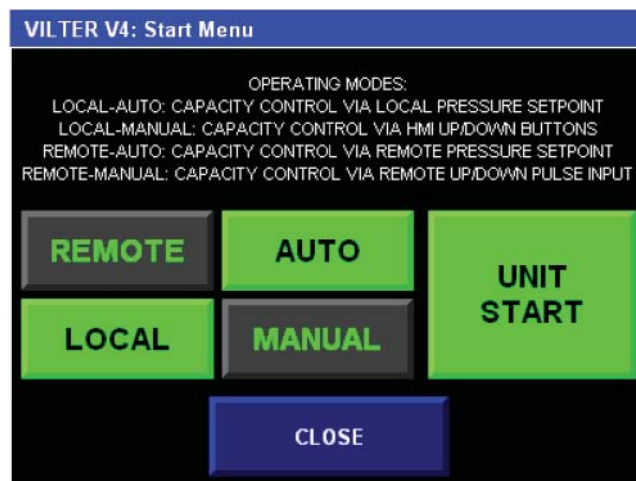 VILTER V4: Start Menu
OPERATING MODES:
LOCAL-AUTO: CAPACITY CONTROL VIA LOCAL PRESSURE SETPOINT
LOCAL-MANUAL: CAPACITY CONTROL VIA HMI UP/DOWN BUTTONS
REMOTE-AUTO: CAPACITY CONTROL VIA REMOTE PRESSURE SETPOINT
REMOTE-MANUAL: CAPACITY CONTROL VIA REMOTE UP/DOWN PULSE INPUT
REMOTE
AUTO
UNIT
START
LOCAL
MANUAL
CLOSE